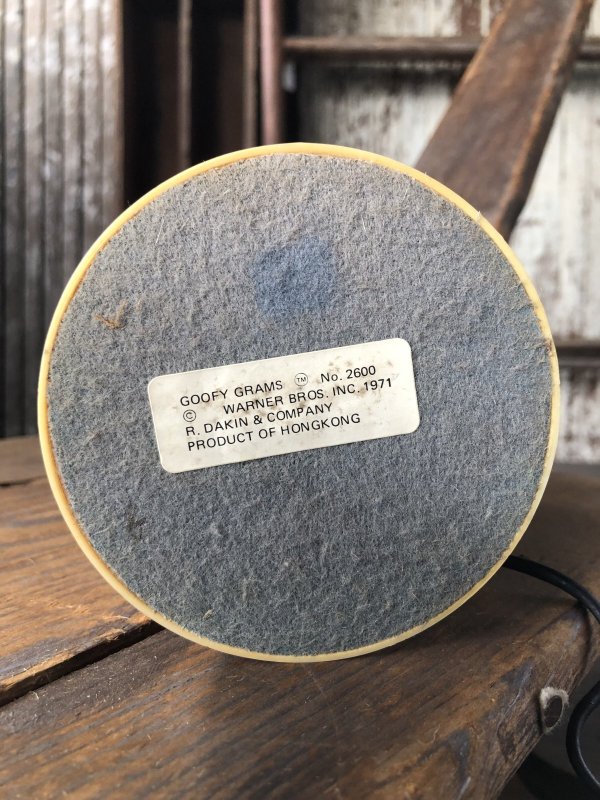 GOOFY GRAMS ™ No. 2600
© WARNER BROS. INC. 1971
R. DAKIN & COMPANY
PRODUCT OF HONGKONG